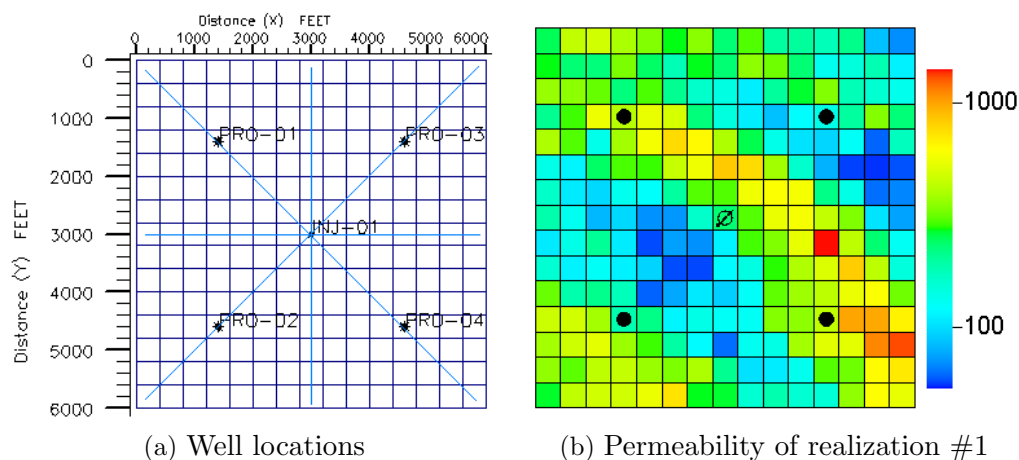 Distance (X) FEET
0 1000 2000 3000 4000 5000 6000
0
1000
2000
3000
4000
5000
6000
Distance (Y) FEET
PRO-01
PRO-03
INJ-01
PRO-02
PRO-04
1000
100
(a) Well locations
(b) Permeability of realization #1